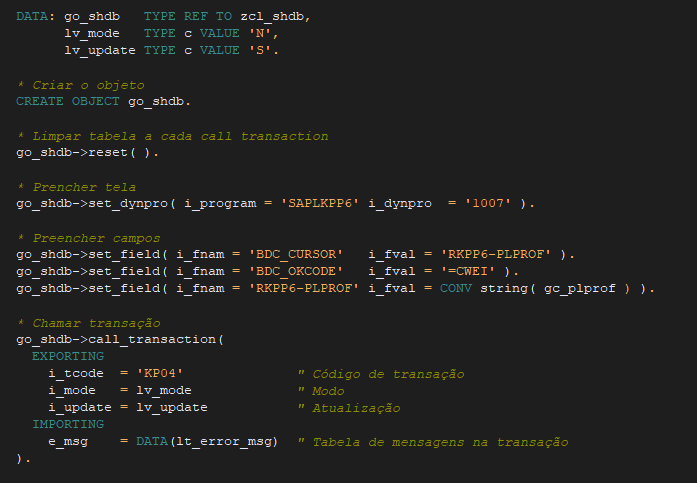 DATA: go_shdb   TYPE REF TO zcl_shdb,
      lv_mode   TYPE c VALUE 'N',
      lv_update TYPE c VALUE 'S'.
* Criar o objeto
CREATE OBJECT go_shdb.
* Limpar tabela a cada call transaction
go_shdb->reset( ).
* Prencher tela
go_shdb->set_dynpro( i_program = 'SAPLKPP6' i_dynpro  = '1007' ).
* Preencher campos
go_shdb->set_field( i_fnam = 'BDC_CURSOR'   i_fval = 'RKPP6-PLPROF' ).
go_shdb->set_field( i_fnam = 'BDC_OKCODE'   i_fval = '=CWEI' ).
go_shdb->set_field( i_fnam = 'RKPP6-PLPROF' i_fval = CONV string( gc_plprof ) ).
* Chamar transação
go_shdb->call_transaction(
  EXPORTING
    i_tcode  = 'KP04'              " Código de transação
    i_mode   = lv_mode             " Modo
    i_update = lv_update           " Atualização
  IMPORTING
    e_msg    = DATA(lt_error_msg)  " Tabela de mensagens na transação
).